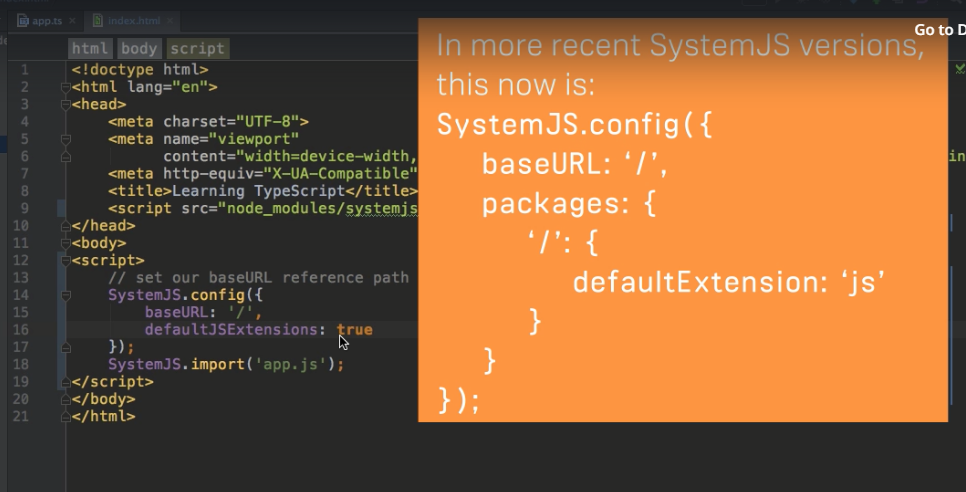 app.ts
index.html
html body script
1 <!doctype html>
2 <html lang="en">
3 <head>
4 <meta charset="UTF-8">
5 <meta name="viewport"
6 content="width=device-width,
7 <meta http-equiv="X-UA-Compatible"
8 <title>Learning TypeScript</title>
9 <script src="node_modules/systemjs
10 </head>
11 <body>
12 <script>
13 // set our baseURL reference path
14 SystemJS.config({
15 baseURL: '/',
16 defaultJSExtensions: true
17 });
18 SystemJS.import('app.js');
19 </script>
20 </body>
21 </html>
Go to D
In more recent SystemJS versions,
this now is:
SystemJS.config({
baseURL: ‘/’,
packages: {
‘/’: {
defaultExtension: ‘js’
}
}
});